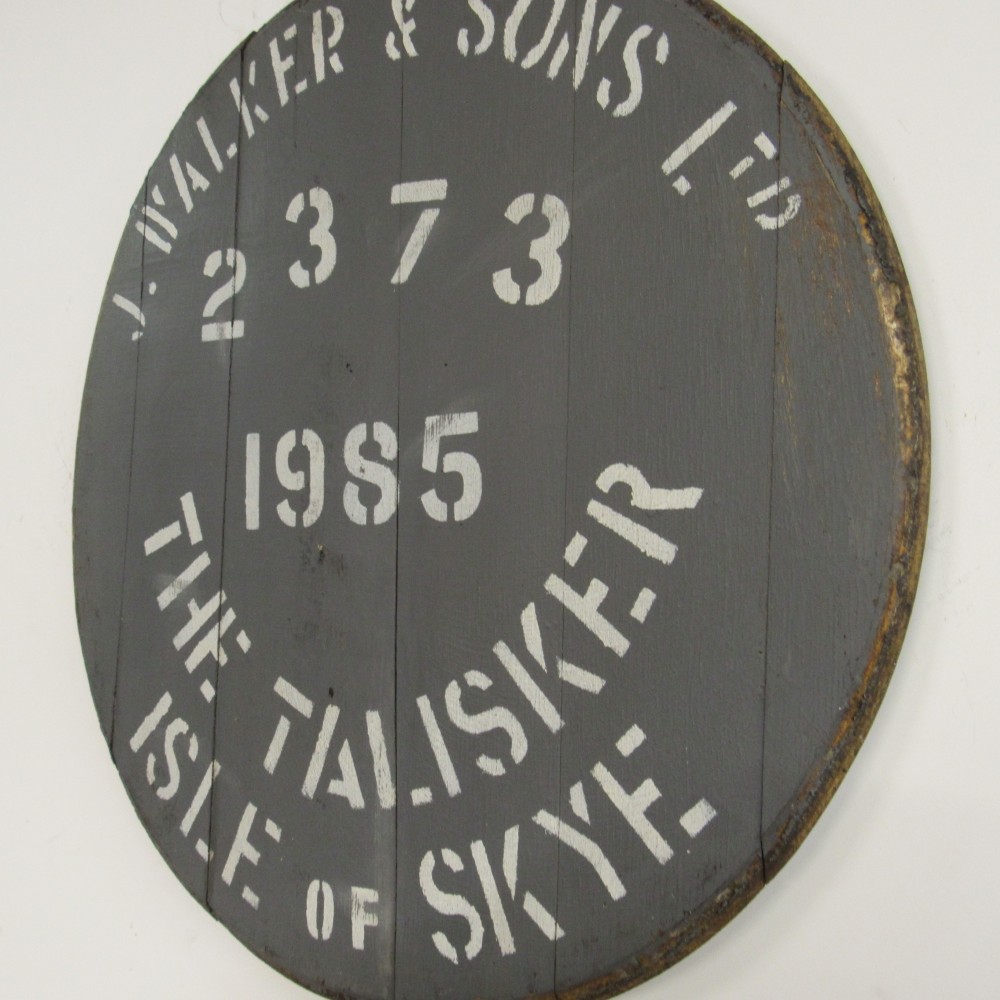 J. WALKER & SONS LTD
2373
1985
THE TALISKER
ISLE OF SKYE